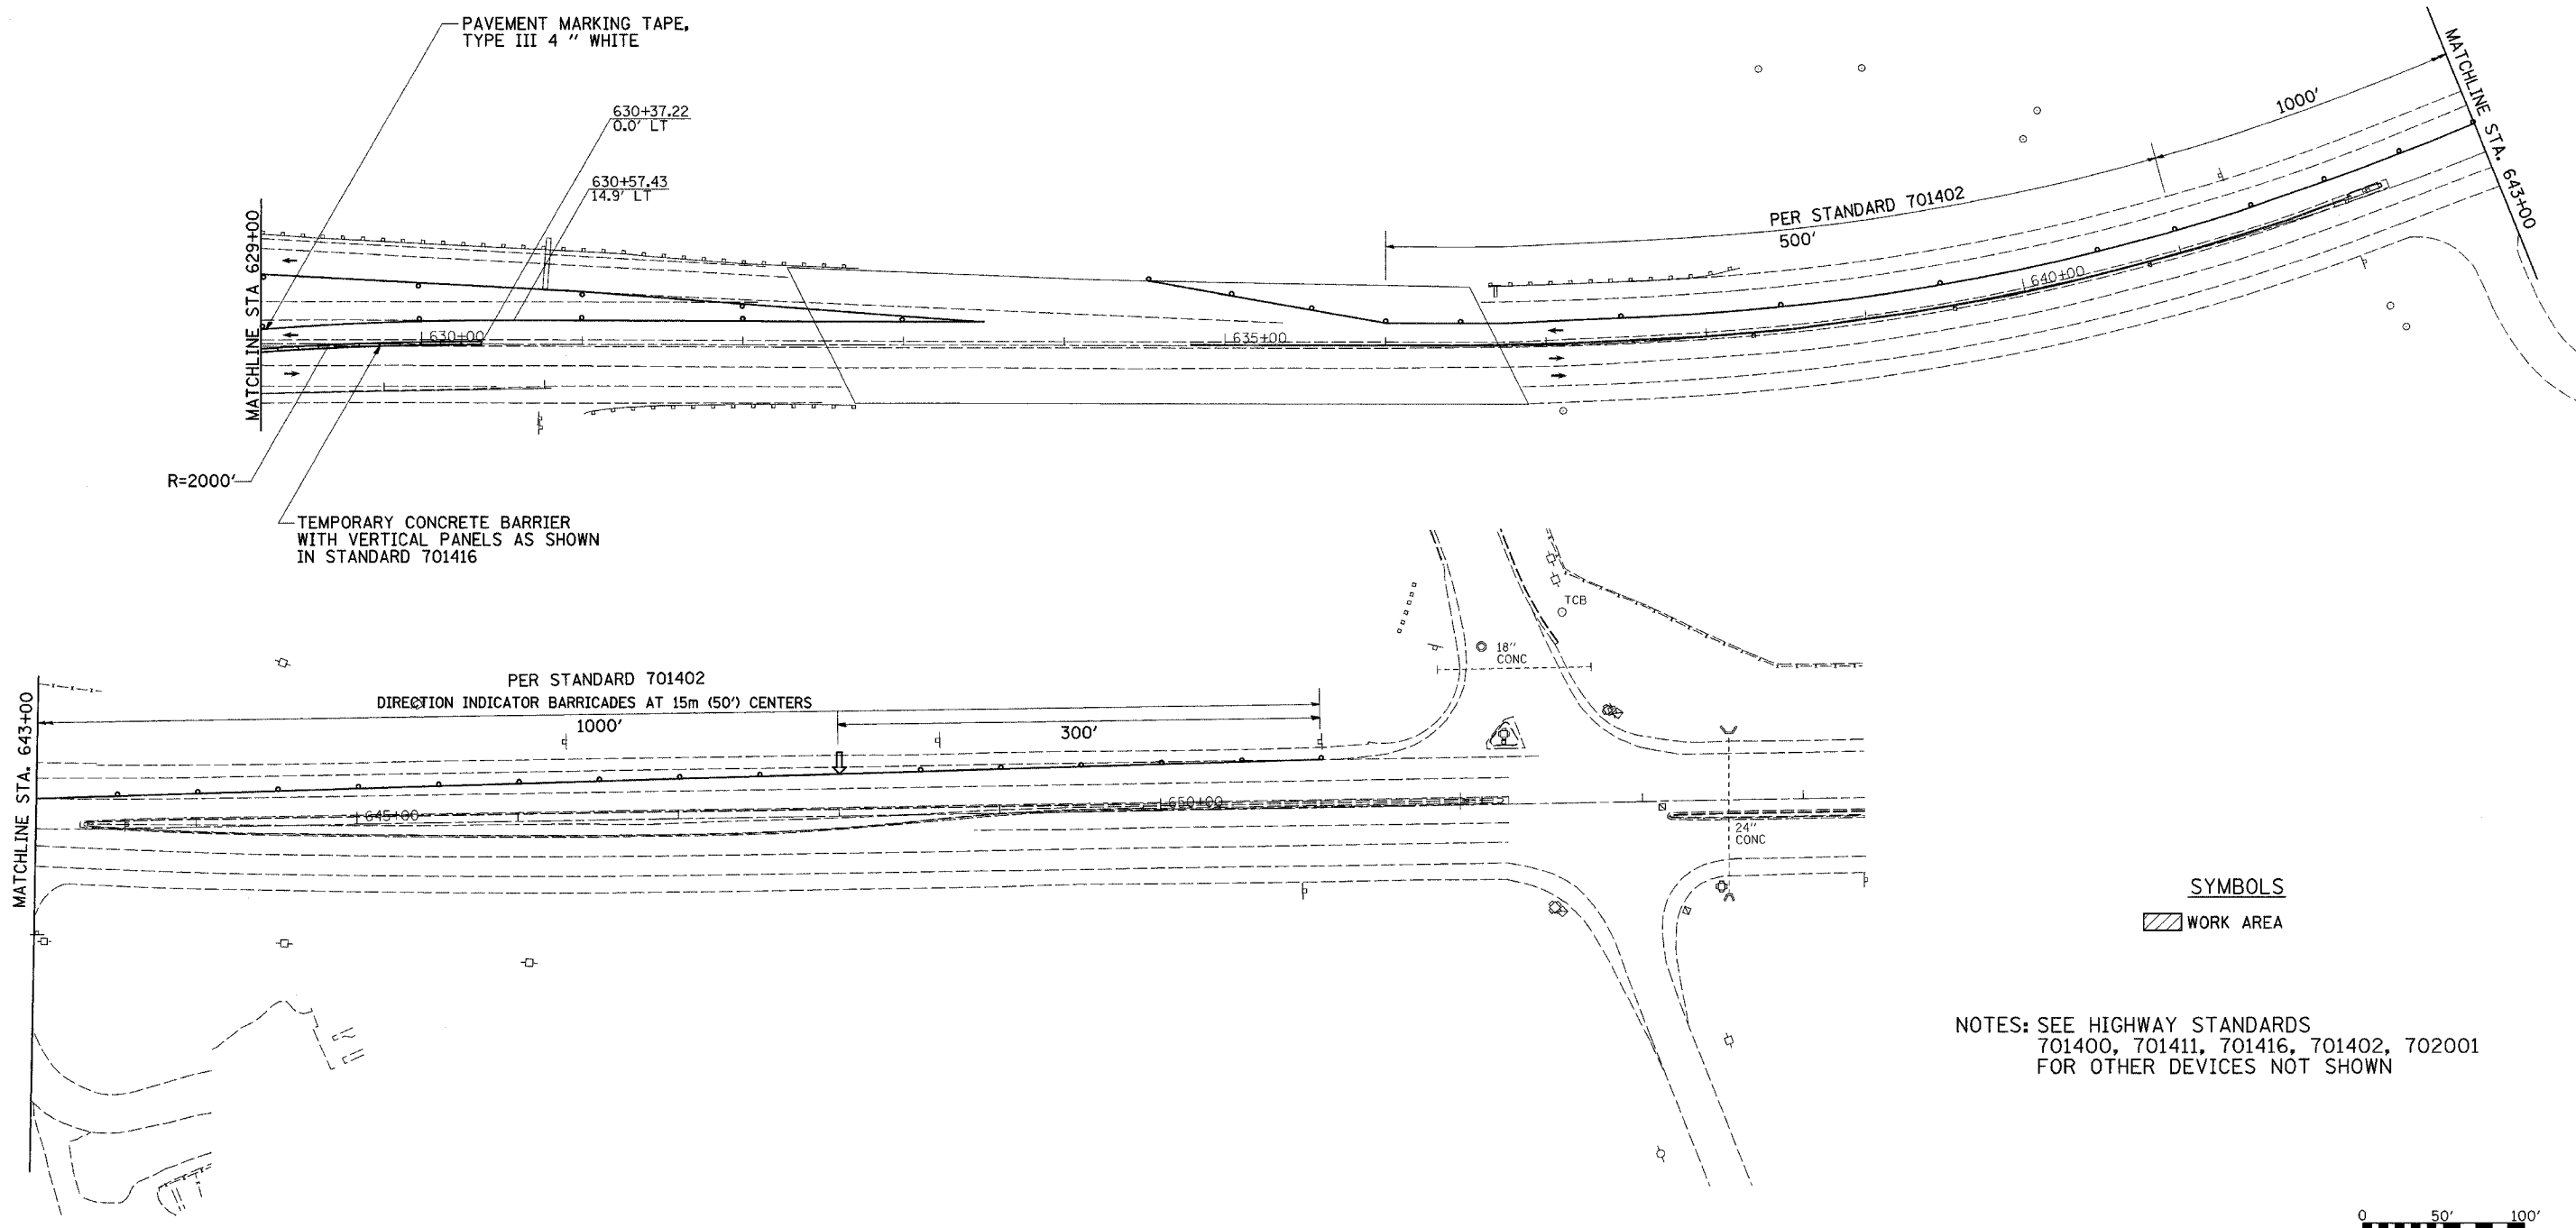 PAVEMENT MARKING TAPE,
TYPE III 4 " WHITE
630+37.22
0.0' LT
630+57.43
14.9' LT
MATCHLINE STA 629+00
630+00
635+00
PER STANDARD 701402
500'
1000'
640+00
MATCHLINE STA. 643+00
R=2000'
TEMPORARY CONCRETE BARRIER
WITH VERTICAL PANELS AS SHOWN
IN STANDARD 701416
MATCHLINE STA. 643+00
PER STANDARD 701402
DIRECTION INDICATOR BARRICADES AT 15m (50') CENTERS
1000'
300'
645+00
650+00
TCB
18"
CONC
24"
CONC
SYMBOLS
WORK AREA
NOTES: SEE HIGHWAY STANDARDS
701400, 701411, 701416, 701402, 702001
FOR OTHER DEVICES NOT SHOWN
0 50' 100'